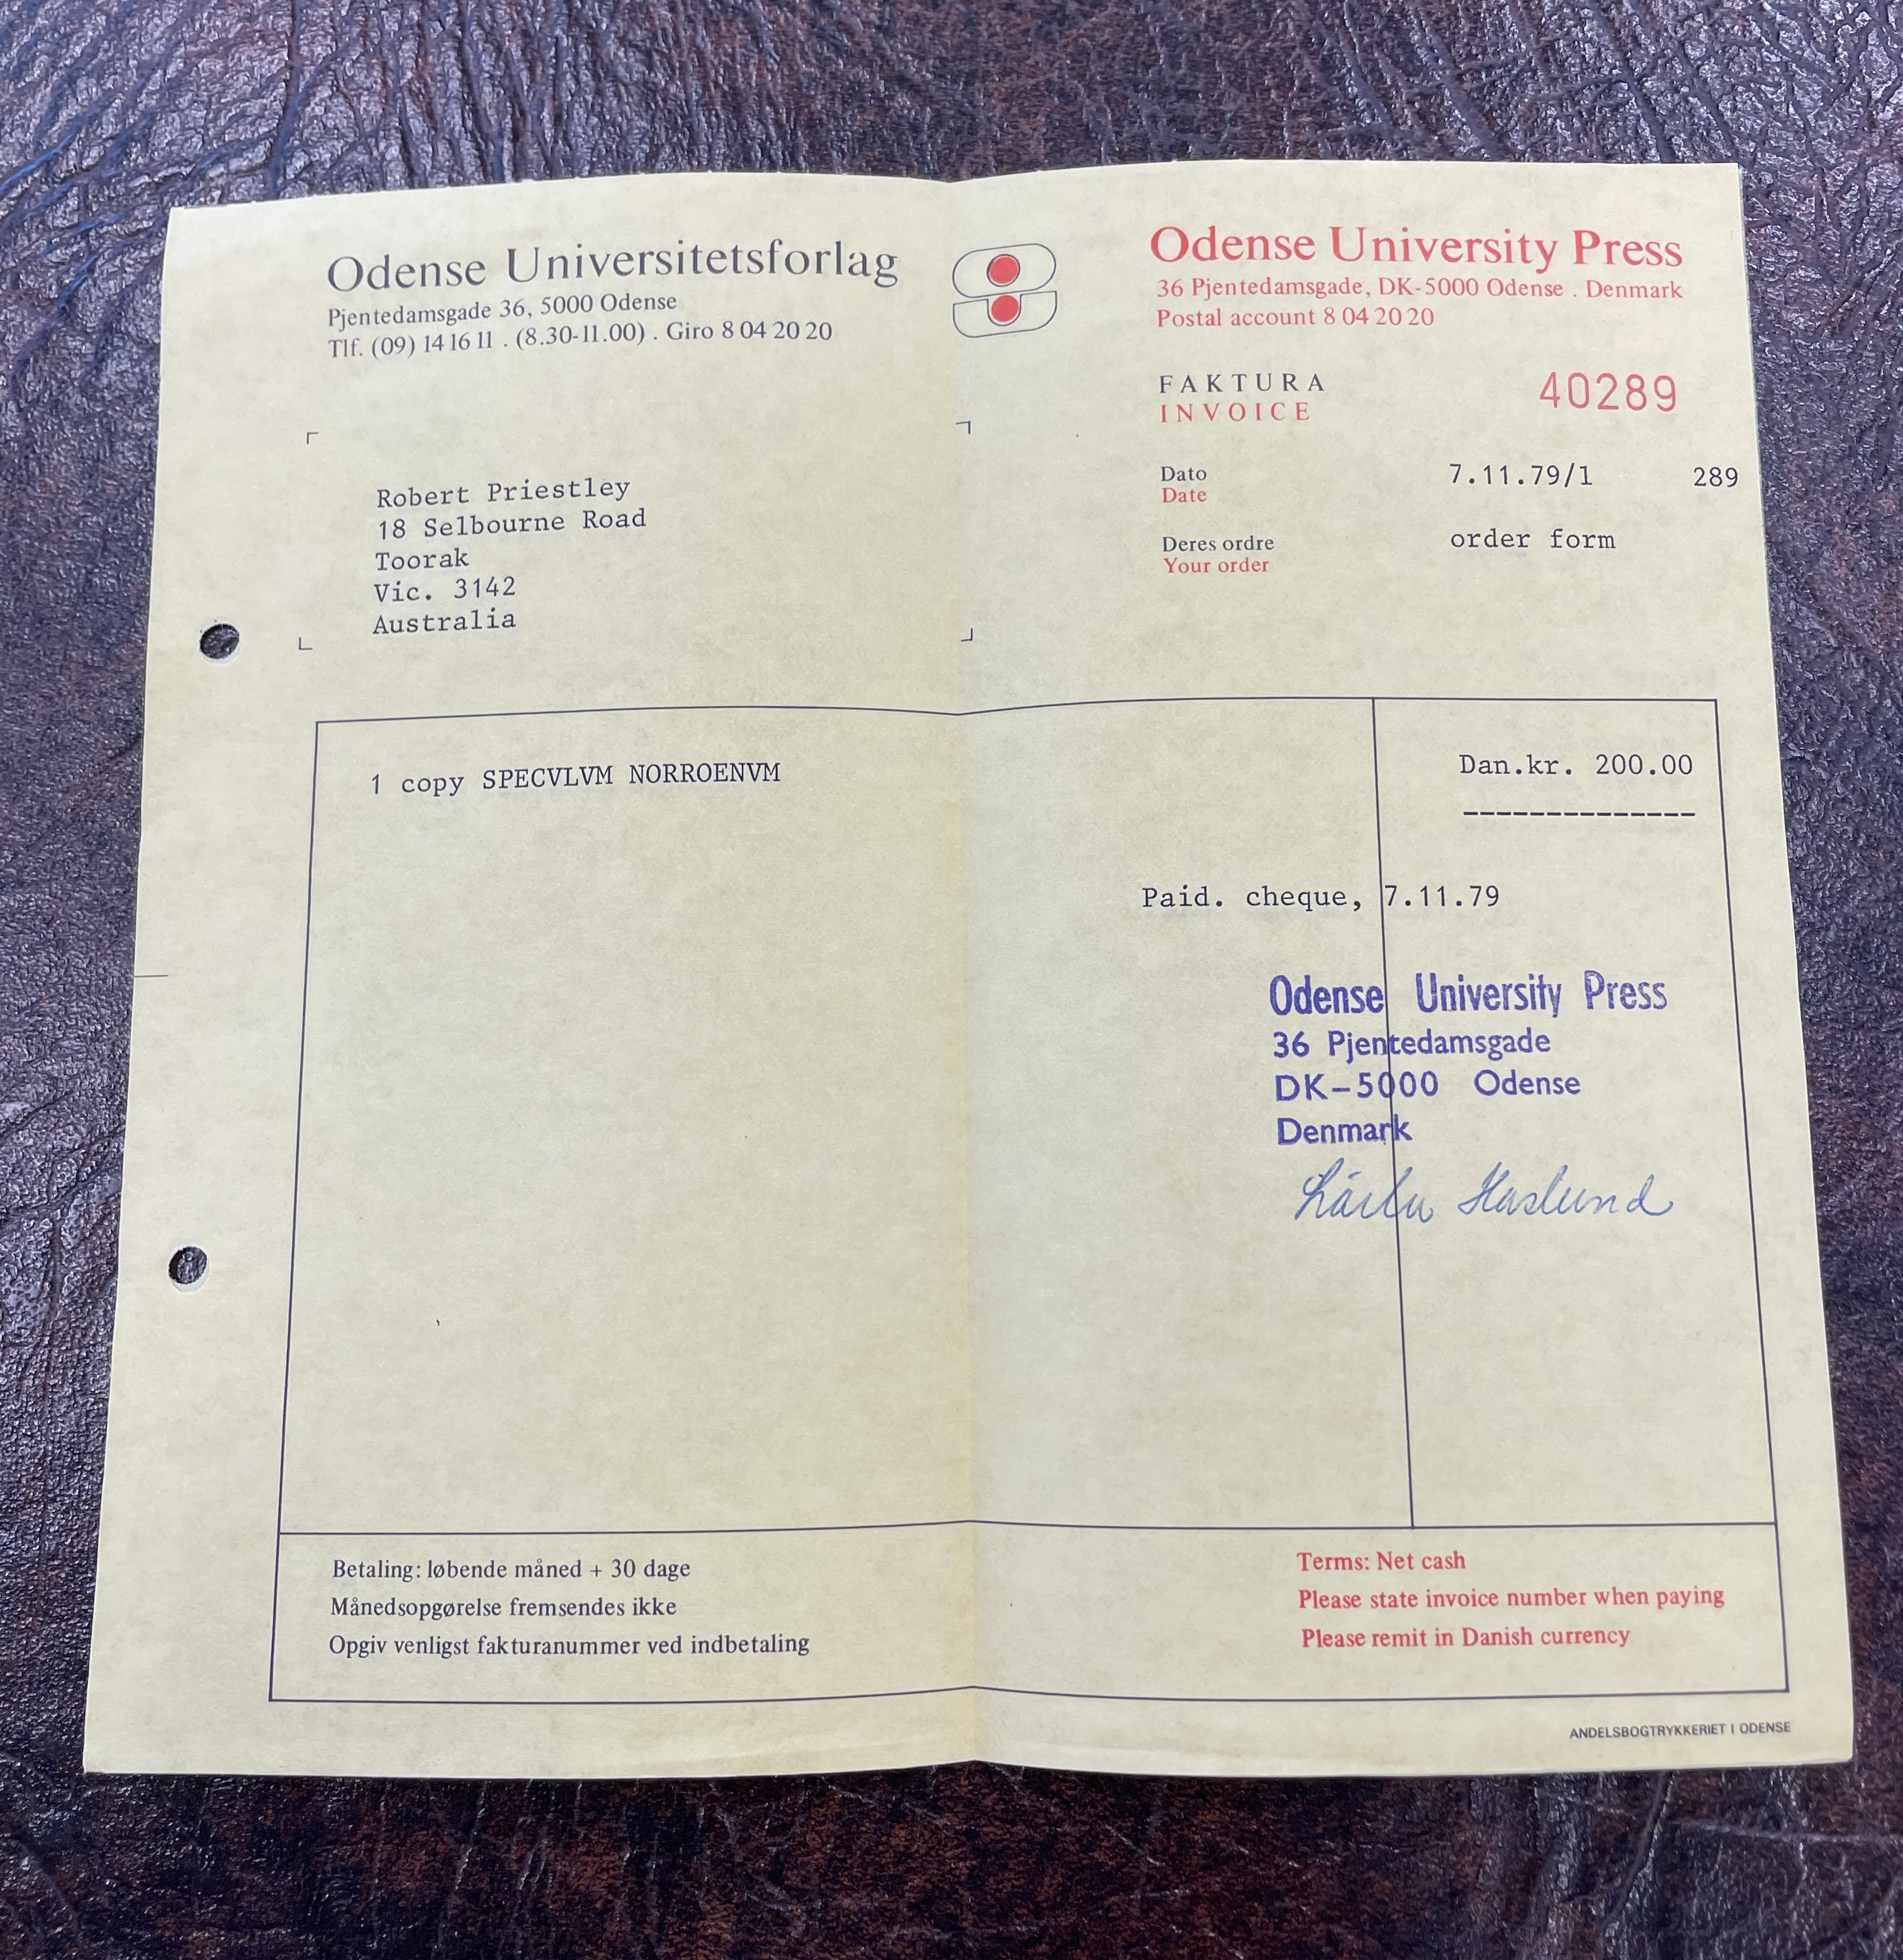 Odense Universitetsforlag
Pjentedamsgade 36, 5000 Odense
Tlf. (09) 14 16 11 . (8.30-11.00) . Giro 8 04 20 20
Odense University Press
36 Pjentedamsgade, DK-5000 Odense . Denmark
Postal account 8 04 20 20
FAKTURA
INVOICE
40289
Dato
Date
7.11.79/1 289
Deres ordre
Your order
order form
Robert Priestley
18 Selbourne Road
Toorak
Vic. 3142
Australia
1 copy SPECVLVM NORROENVM
Dan.kr. 200.00
--------------
Paid. cheque, 7.11.79
Odense University Press
36 Pjentedamsgade
DK-5000 Odense
Denmark
Haslund
Betaling: løbende måned + 30 dage
Månedsopgørelse fremsendes ikke
Opgiv venligst fakturanummer ved indbetaling
Terms: Net cash
Please state invoice number when paying
Please remit in Danish currency
ANDELSBOGTRYKKERIET I ODENSE